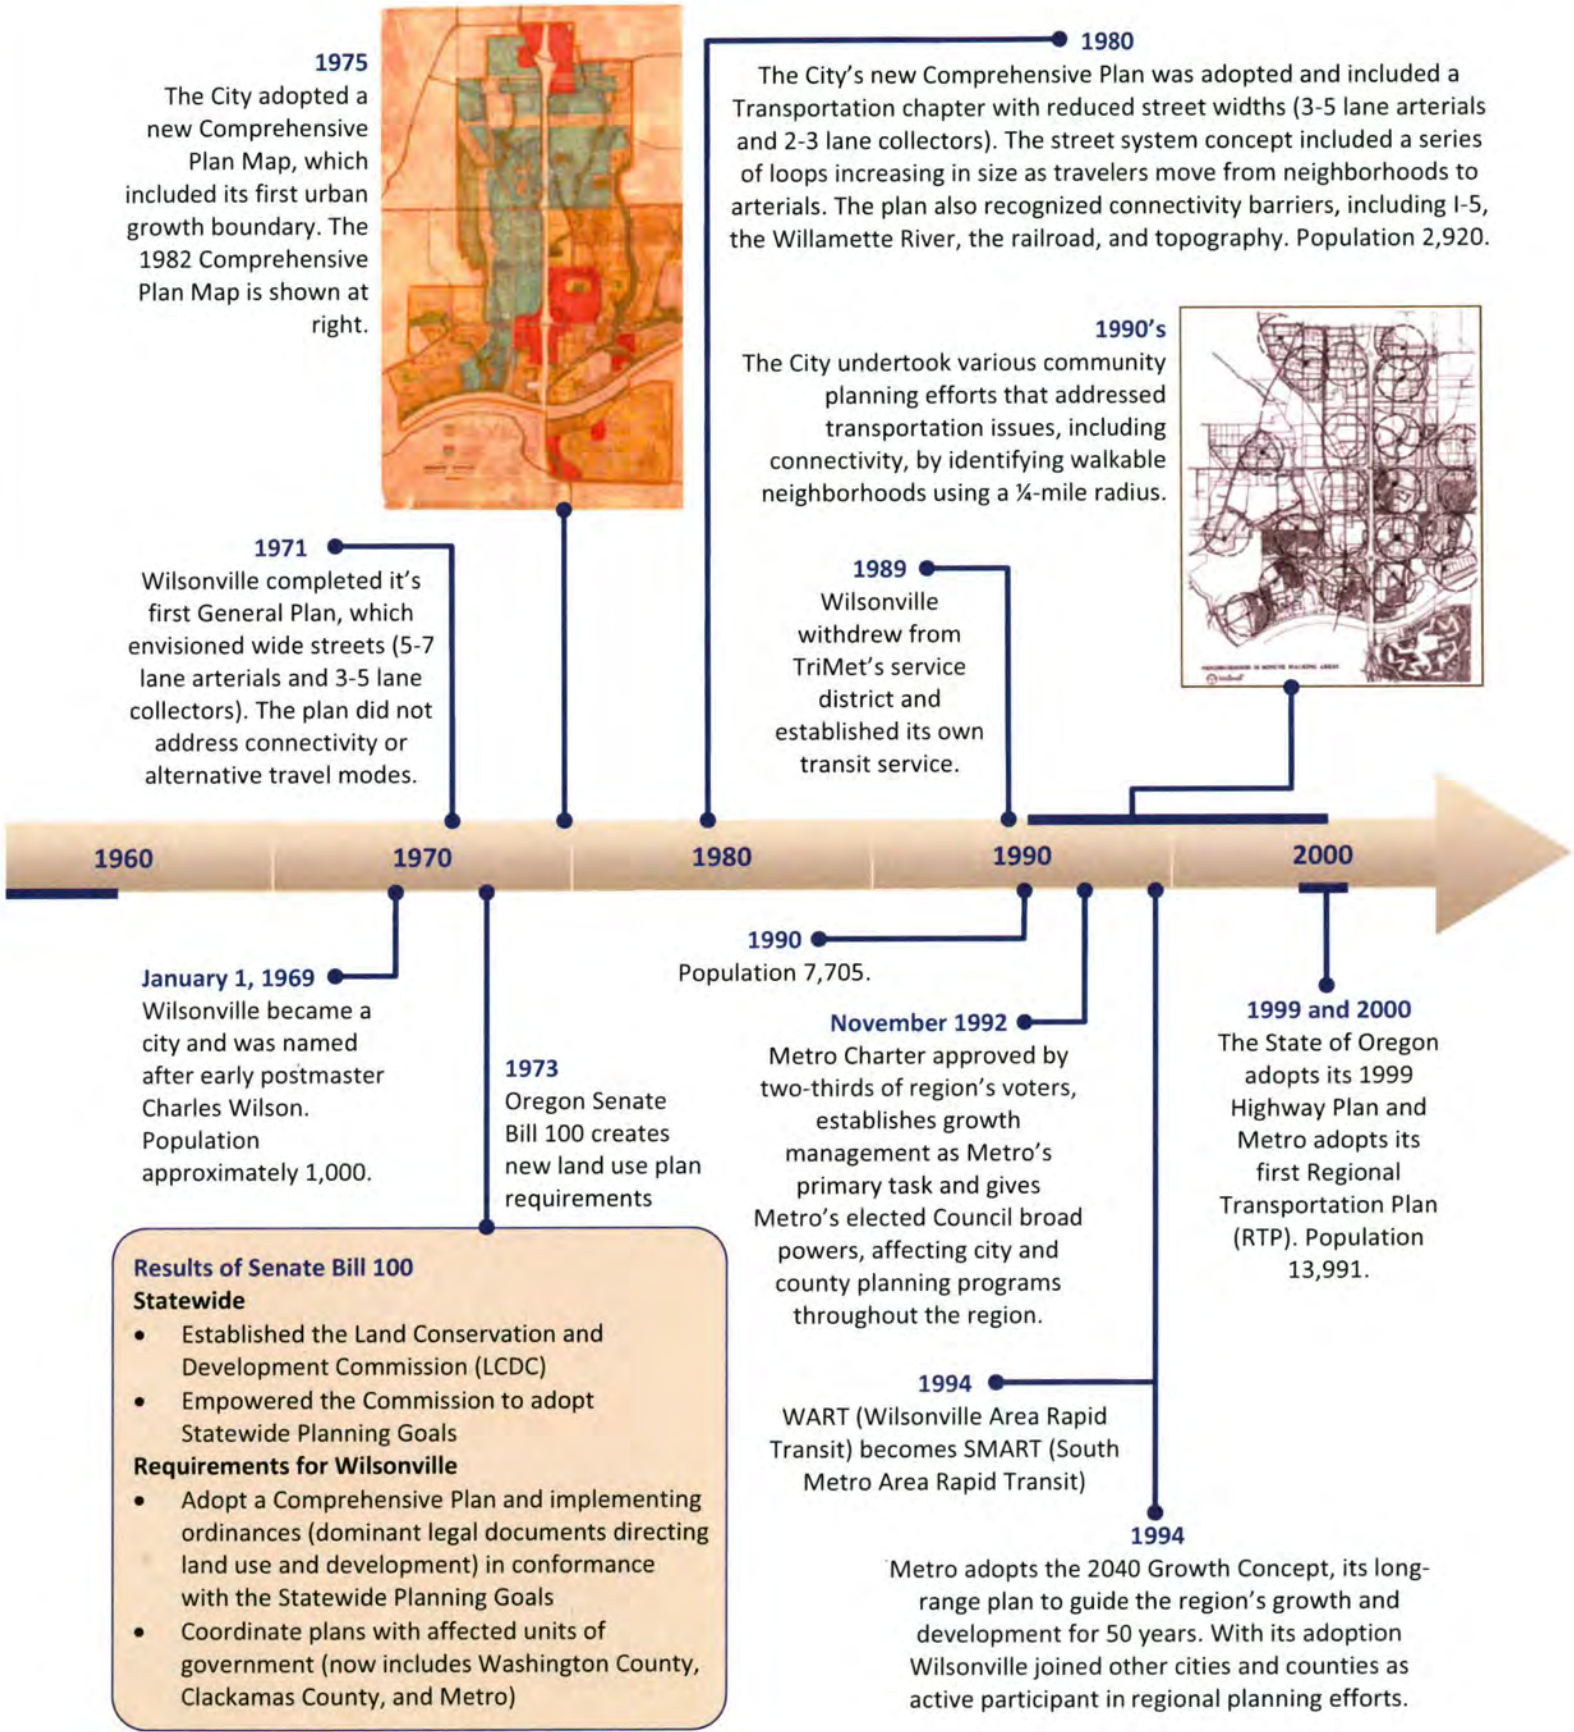 1975
The City adopted a
new Comprehensive
Plan Map, which
included its first urban
growth boundary. The
1982 Comprehensive
Plan Map is shown at
right.
1980
The City's new Comprehensive Plan was adopted and included a
Transportation chapter with reduced street widths (3-5 lane arterials
and 2-3 lane collectors). The street system concept included a series
of loops increasing in size as travelers move from neighborhoods to
arterials. The plan also recognized connectivity barriers, including I-5,
the Willamette River, the railroad, and topography. Population 2,920.
1990's
The City undertook various community
planning efforts that addressed
transportation issues, including
connectivity, by identifying walkable
neighborhoods using a ¼-mile radius.
1971
Wilsonville completed it's
first General Plan, which
envisioned wide streets (5-7
lane arterials and 3-5 lane
collectors). The plan did not
address connectivity or
alternative travel modes.
1989
Wilsonville
withdrew from
TriMet's service
district and
established its own
transit service.
1960
1970
1980
1990
2000
January 1, 1969
Wilsonville became a
city and was named
after early postmaster
Charles Wilson.
Population
approximately 1,000.
1973
Oregon Senate
Bill 100 creates
new land use plan
requirements
1990
Population 7,705.
November 1992
Metro Charter approved by
two-thirds of region's voters,
establishes growth
management as Metro's
primary task and gives
Metro's elected Council broad
powers, affecting city and
county planning programs
throughout the region.
1999 and 2000
The State of Oregon
adopts its 1999
Highway Plan and
Metro adopts its
first Regional
Transportation Plan
(RTP). Population
13,991.
Results of Senate Bill 100
Statewide
• Established the Land Conservation and
Development Commission (LCDC)
• Empowered the Commission to adopt
Statewide Planning Goals
Requirements for Wilsonville
• Adopt a Comprehensive Plan and implementing
ordinances (dominant legal documents directing
land use and development) in conformance
with the Statewide Planning Goals
• Coordinate plans with affected units of
government (now includes Washington County,
Clackamas County, and Metro)
1994
WART (Wilsonville Area Rapid
Transit) becomes SMART (South
Metro Area Rapid Transit)
1994
Metro adopts the 2040 Growth Concept, its long-
range plan to guide the region's growth and
development for 50 years. With its adoption
Wilsonville joined other cities and counties as
active participant in regional planning efforts.